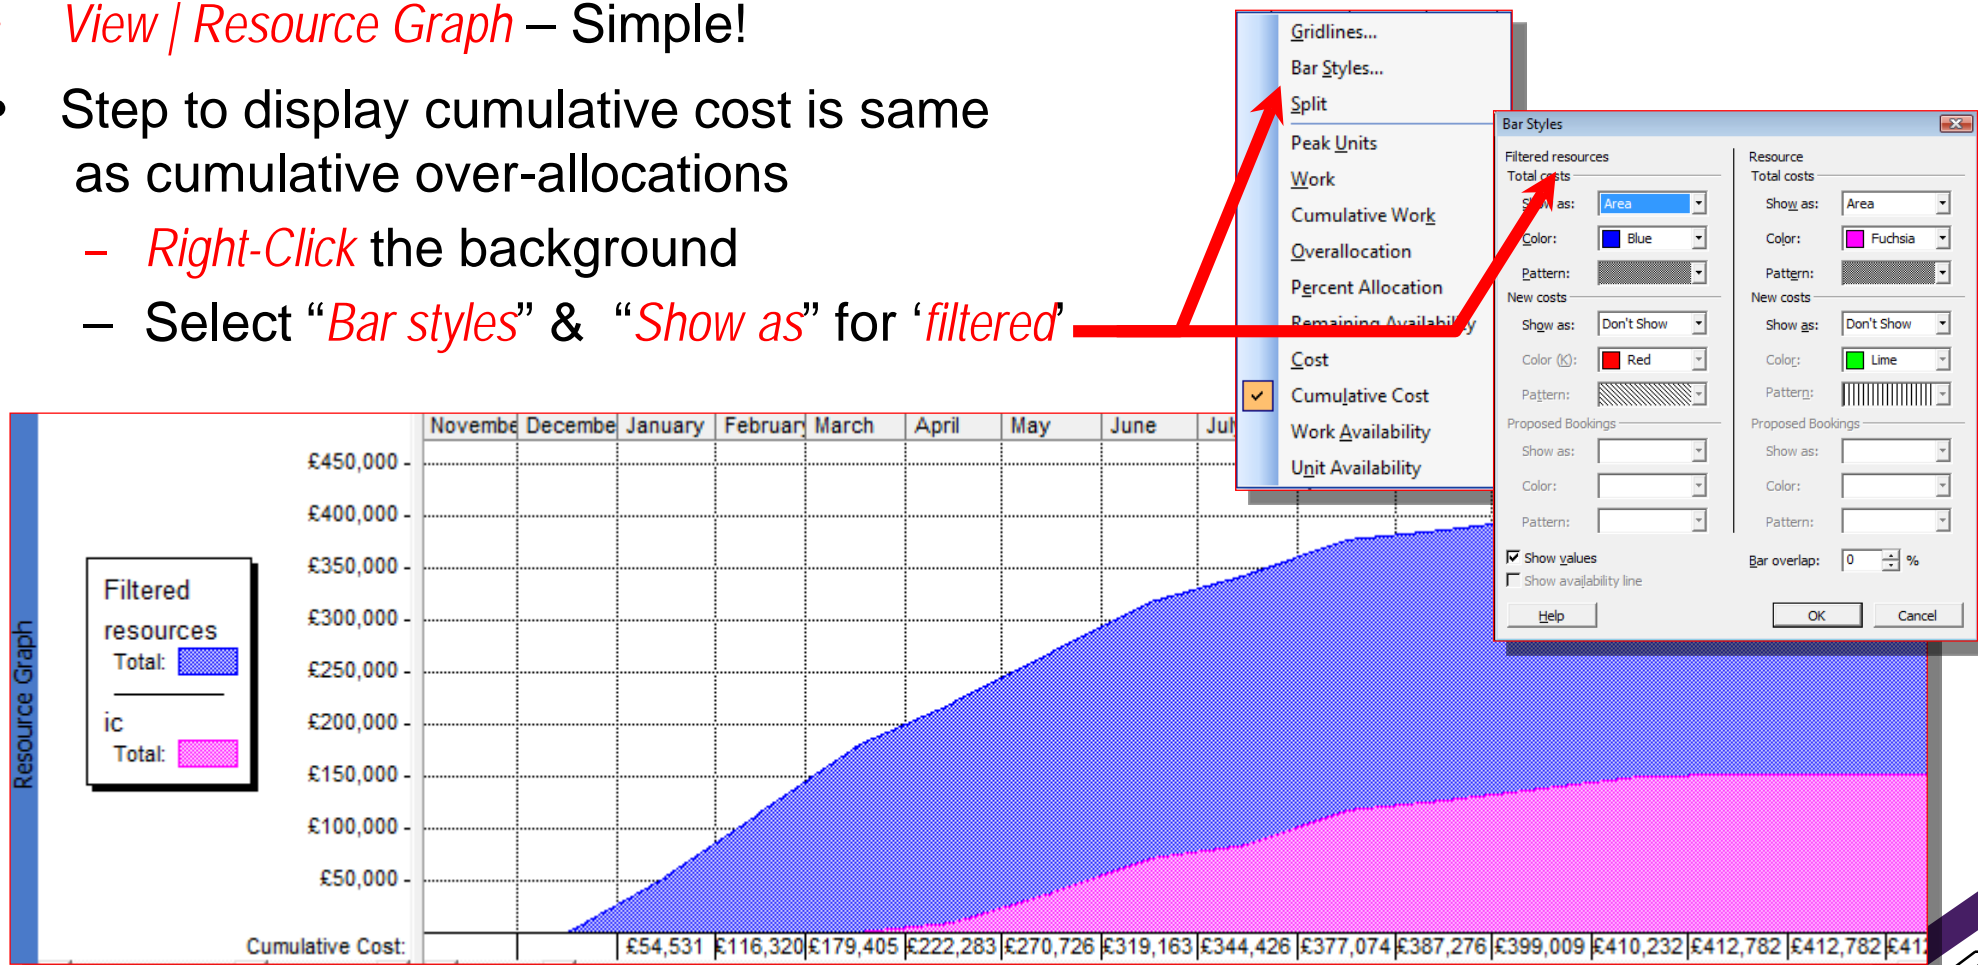 View | Resource Graph – Simple!
• Step to display cumulative cost is same
as cumulative over-allocations
– Right-Click the background
– Select “Bar styles” & “Show as” for ‘filtered’
Gridlines...
Bar Styles...
Split
Peak Units
Work
Cumulative Work
Overallocation
Percent Allocation
Remaining Availability
Cost
Cumulative Cost
Work Availability
Unit Availability
Bar Styles
Filtered resources
Total costs
Show as: Area
Color: Blue
Pattern:
New costs
Show as: Don't Show
Color (K): Red
Pattern:
Proposed Bookings
Show as:
Color:
Pattern:
Show values
Show availability line
Help
Resource
Total costs
Show as: Area
Color: Fuchsia
Pattern:
New costs
Show as: Don't Show
Color: Lime
Pattern:
Proposed Bookings
Show as:
Color:
Pattern:
Bar overlap: 0 %
OK Cancel
Novembe Decembe January Februar March April May June Jul
£450,000
£400,000
£350,000
£300,000
£250,000
£200,000
£150,000
£100,000
£50,000
Resource Graph
Filtered
resources
Total:
ic
Total:
Cumulative Cost: £54,531 £116,320 £179,405 £222,283 £270,726 £319,163 £344,426 £377,074 £387,276 £399,009 £410,232 £412,782 £412,782 £412